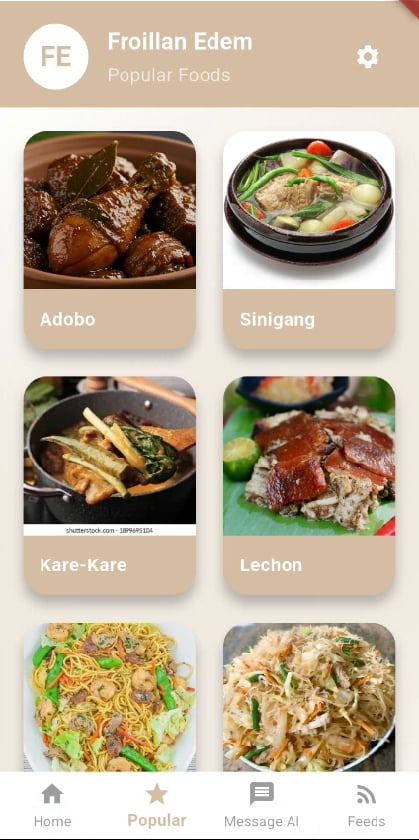 FE
Froillan Edem
Popular Foods
Adobo
Sinigang
shutterstock.com · 1899695104
Kare-Kare
Lechon
Home
Popular
Message AI
Feeds